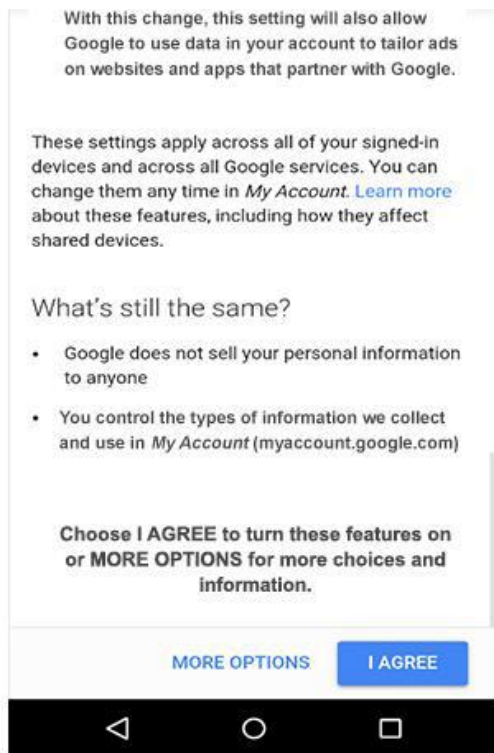 With this change, this setting will also allow
Google to use data in your account to tailor ads
on websites and apps that partner with Google.
These settings apply across all of your signed-in
devices and across all Google services. You can
change them any time in My Account. Learn more
about these features, including how they affect
shared devices.
What's still the same?
• Google does not sell your personal information
to anyone
• You control the types of information we collect
and use in My Account (myaccount.google.com)
Choose I AGREE to turn these features on
or MORE OPTIONS for more choices and
information.
MORE OPTIONS I AGREE